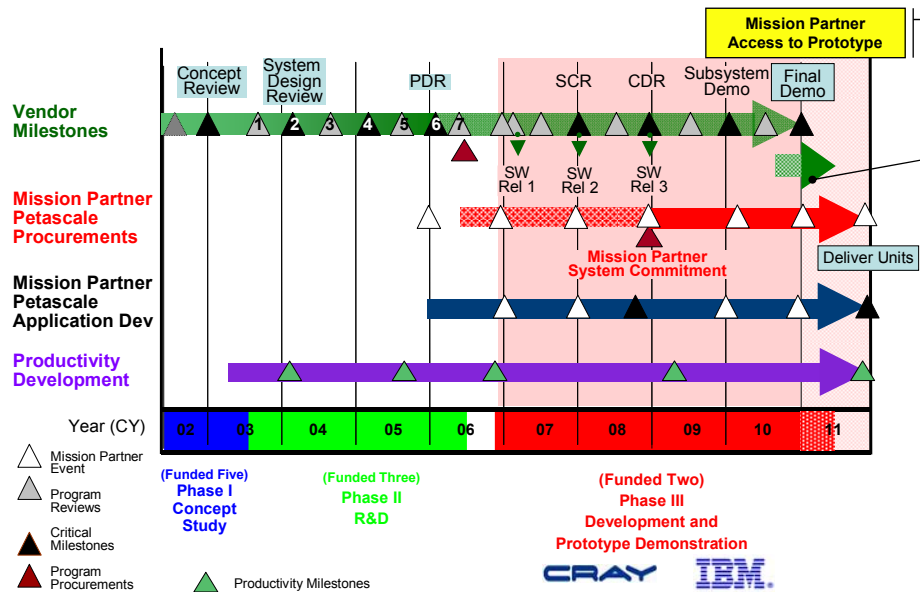 Mission Partner
Access to Prototype
Concept
Review
System
Design
Review
PDR
SCR
CDR
Subsystem
Demo
Final
Demo
Vendor
Milestones
1
2
3
4
5
6
7
SW
Rel 1
SW
Rel 2
SW
Rel 3
Mission Partner
Petascale
Procurements
Mission Partner
System Commitment
Deliver Units
Mission Partner
Petascale
Application Dev
Productivity
Development
Year (CY)
02
03
04
05
06
07
08
09
10
11
Mission Partner
Event
Program
Reviews
Critical
Milestones
Program
Procurements
Productivity Milestones
(Funded Five)
Phase I
Concept
Study
(Funded Three)
Phase II
R&D
(Funded Two)
Phase III
Development and
Prototype Demonstration
CRAY
IBM.